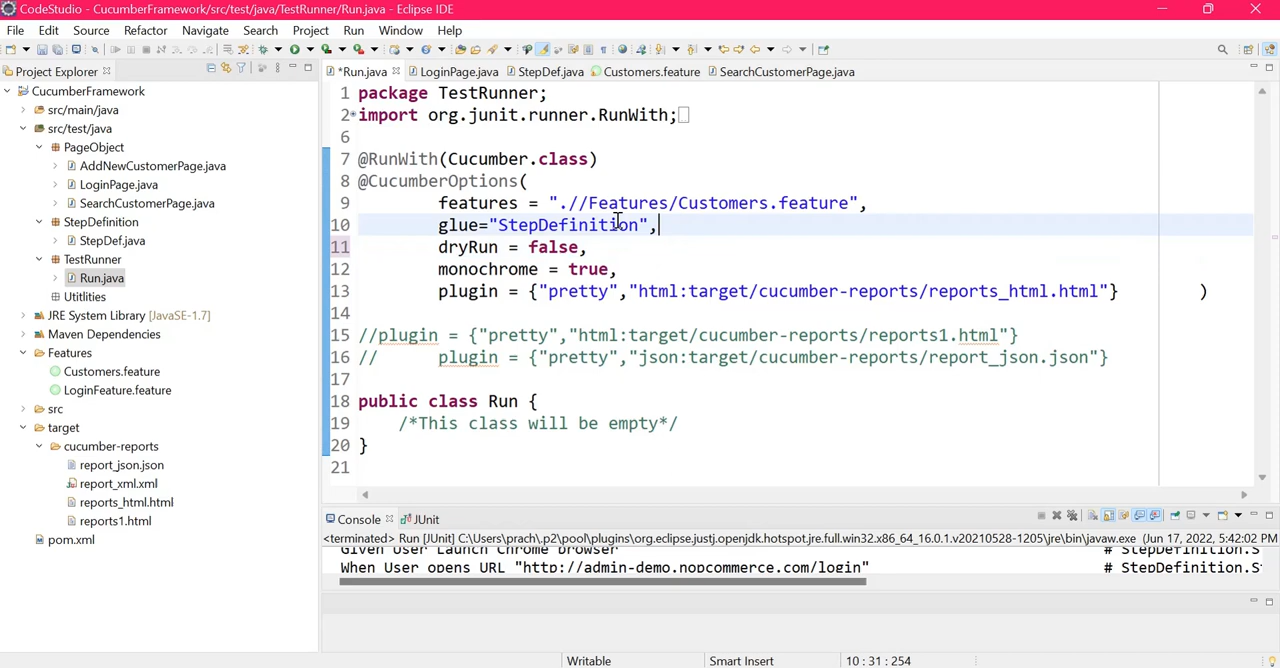 CodeStudio - CucumberFramework/src/test/java/TestRunner/Run.java - Eclipse IDE
File Edit Source Refactor Navigate Search Project Run Window Help
Project Explorer
CucumberFramework
src/main/java
src/test/java
PageObject
AddNewCustomerPage.java
LoginPage.java
SearchCustomerPage.java
StepDefinition
StepDef.java
TestRunner
Run.java
Utitlities
JRE System Library [JavaSE-1.7]
Maven Dependencies
Features
Customers.feature
LoginFeature.feature
src
target
cucumber-reports
report_json.json
report_xml.xml
reports_html.html
reports1.html
pom.xml
*Run.java LoginPage.java StepDef.java Customers.feature SearchCustomerPage.java
1 package TestRunner;
2 import org.junit.runner.RunWith;
6
7 @RunWith(Cucumber.class)
8 @CucumberOptions(
9 features = ".//Features/Customers.feature",
10 glue="StepDefinition",
11 dryRun = false,
12 monochrome = true,
13 plugin = {"pretty","html:target/cucumber-reports/reports_html.html"} )
14
15 //plugin = {"pretty","html:target/cucumber-reports/reports1.html"}
16 // plugin = {"pretty","json:target/cucumber-reports/report_json.json"}
17
18 public class Run {
19 /*This class will be empty*/
20 }
21
Console JUnit
<terminated> Run [JUnit] C:\Users\prach\.p2\pool\plugins\org.eclipse.justj.openjdk.hotspot.jre.full.win32.x86_64_16.0.1.v20210528-1205\jre\bin\javaw.exe (Jun 17, 2022, 5:42:02 PM
Given User Launch Chrome browser # StepDefinition.S
When User opens URL "http://admin-demo.nopcommerce.com/login" # StepDefinition.S
Writable Smart Insert 10 : 31 : 254